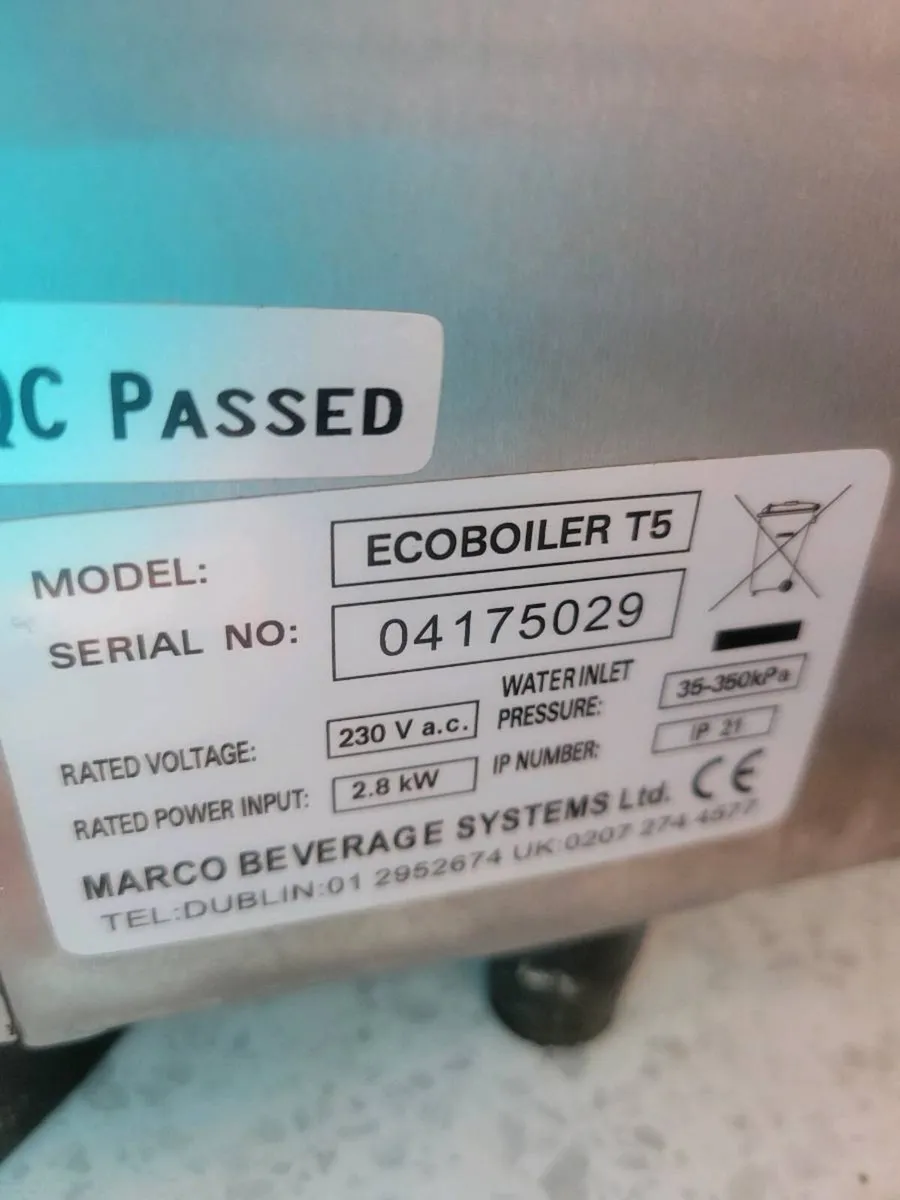 QC PASSED
MODEL: ECOBOILER T5
SERIAL NO: 04175029
RATED VOLTAGE: 230 V a.c.
WATER INLET PRESSURE: 35-350kPa
RATED POWER INPUT: 2.8 kW
IP NUMBER: IP 21
MARCO BEVERAGE SYSTEMS Ltd. CE
TEL:DUBLIN:01 2952674 UK:0207 274 4577